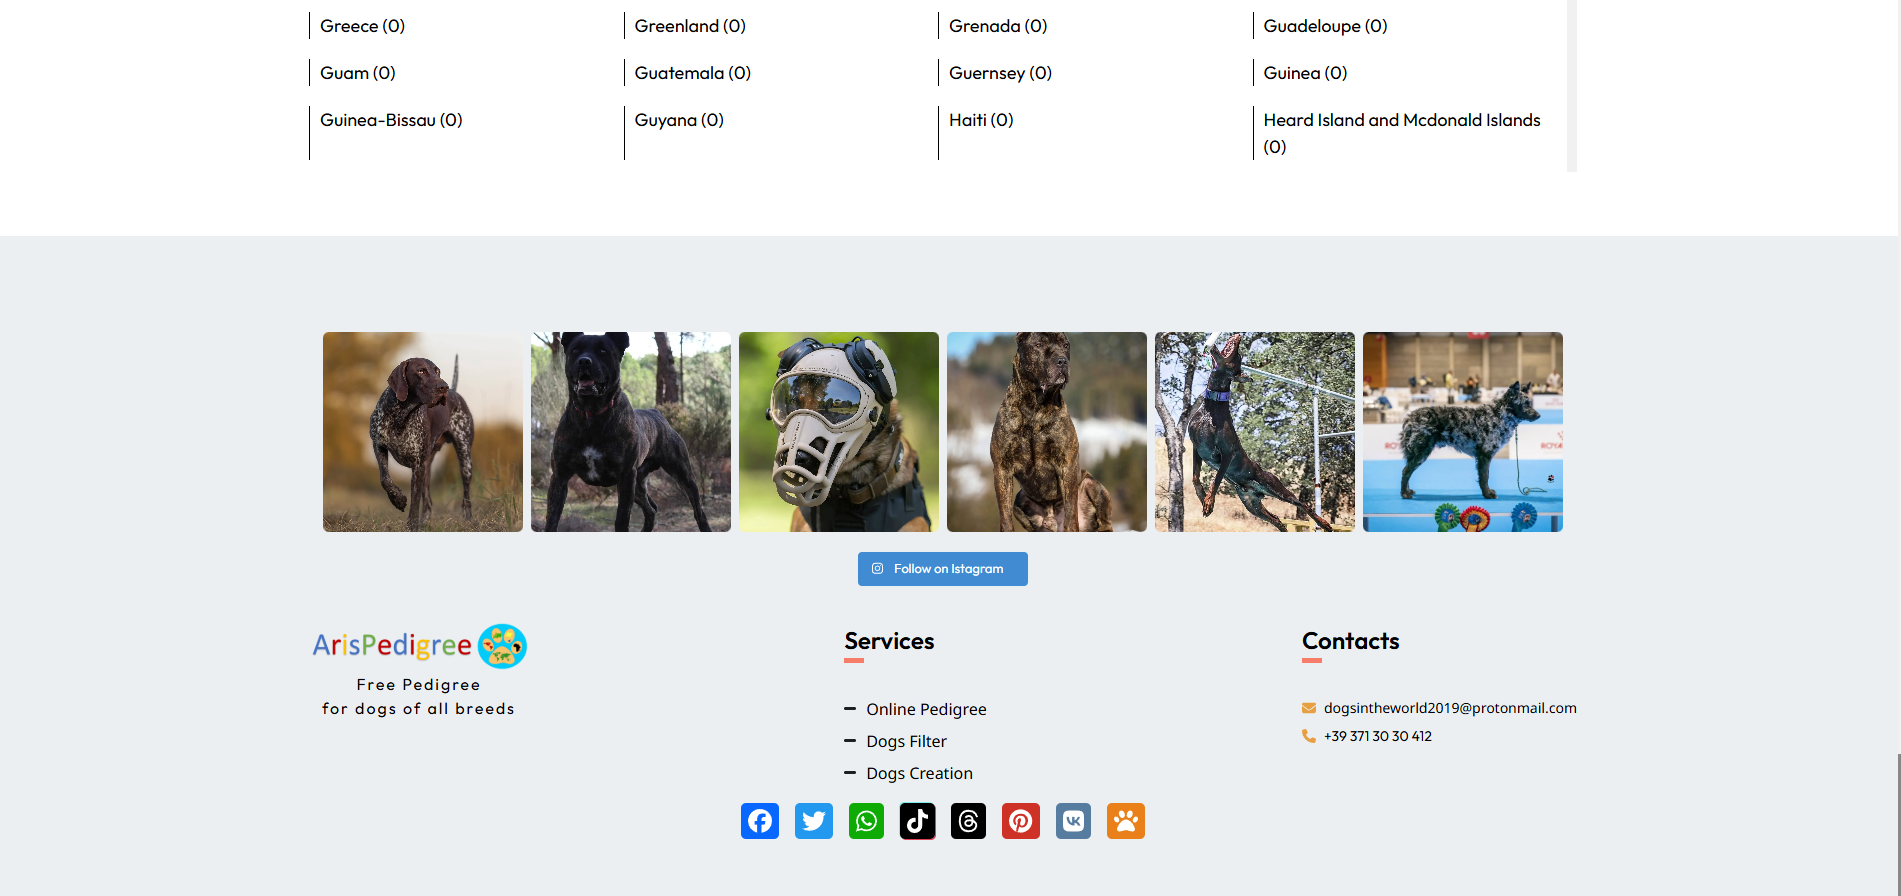 Greece (0)
Greenland (0)
Grenada (0)
Guadeloupe (0)
Guam (0)
Guatemala (0)
Guernsey (0)
Guinea (0)
Guinea-Bissau (0)
Guyana (0)
Haiti (0)
Heard Island and Mcdonald Islands
(0)
Follow on Istagram
ArisPedigree
Free Pedigree
for dogs of all breeds
Services
Online Pedigree
Dogs Filter
Dogs Creation
Contacts
dogsintheworld2019@protonmail.com
+39 371 30 30 412